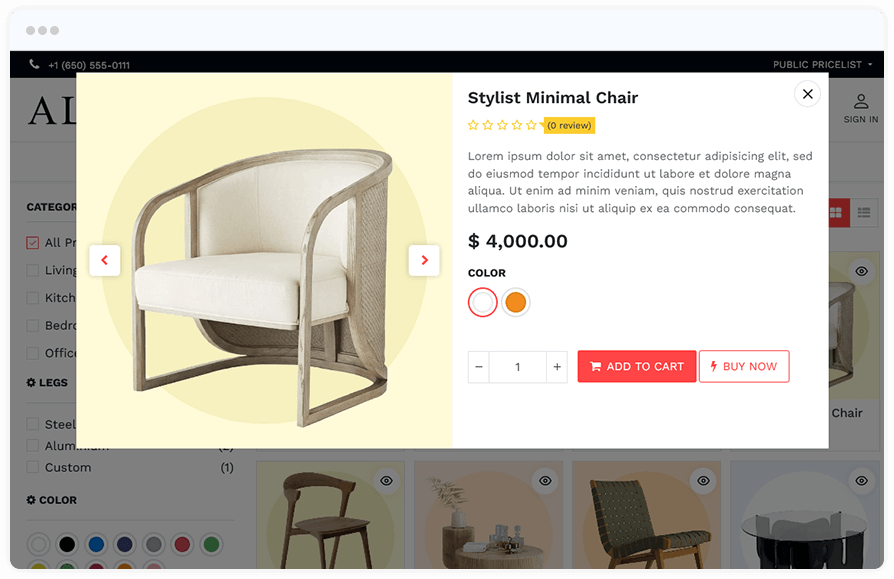 +1 (650) 555-0111
PUBLIC PRICELIST
AL
SIGN IN
Stylist Minimal Chair
(0 review)
Lorem ipsum dolor sit amet, consectetur adipisicing elit, sed
do eiusmod tempor incididunt ut labore et dolore magna
aliqua. Ut enim ad minim veniam, quis nostrud exercitation
ullamco laboris nisi ut aliquip ex ea commodo consequat.
$ 4,000.00
COLOR
− 1 +
ADD TO CART
BUY NOW
CATEGOR
All Pr
Living
Kitch
Bedro
Office
LEGS
Steel
Aluminium
Custom (1)
COLOR
Chair